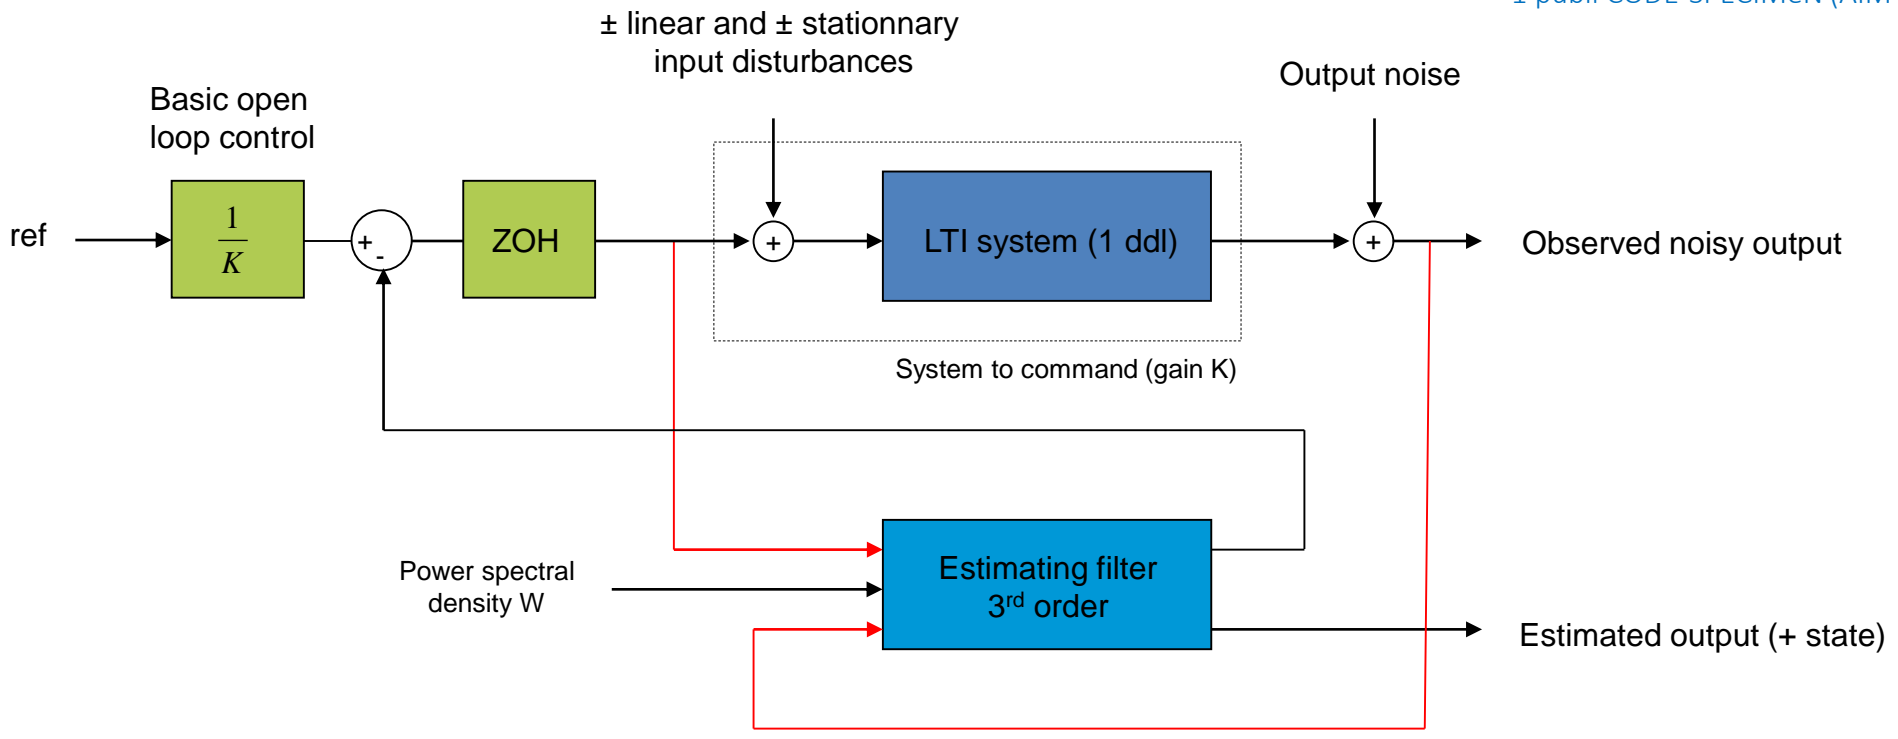 ± linear and ± stationnary
input disturbances
Output noise
Basic open
loop control
ref
1
K
+
-
ZOH
+
LTI system (1 ddl)
+
Observed noisy output
System to command (gain K)
Power spectral
density W
Estimating filter
3rd order
Estimated output (+ state)